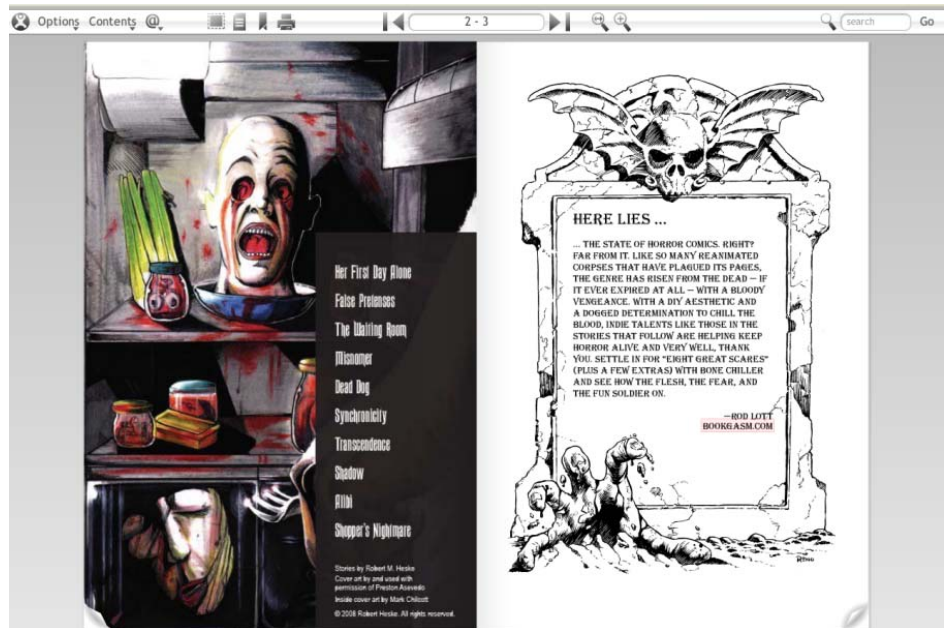 Options Contents @
2 - 3
search Go
Her First Day Alone
False Pretenses
The Waiting Room
Misnomer
Dead Dog
Synchronicity
Transcendence
Shadow
Alibi
Shopper's Nightmare
Stories by Robert M. Heske
Cover art by and used with
permission of Preston Asevedo
Inside cover art by Mark Chilcott
© 2008 Robert Heske. All rights reserved.
HERE LIES ...
... THE STATE OF HORROR COMICS. RIGHT?
FAR FROM IT. LIKE SO MANY REANIMATED
CORPSES THAT HAVE PLAGUED ITS PAGES,
THE GENRE HAS RISEN FROM THE DEAD — IF
IT EVER EXPIRED AT ALL — WITH A BLOODY
VENGEANCE. WITH A DIY AESTHETIC AND
A DOGGED DETERMINATION TO CHILL THE
BLOOD, INDIE TALENTS LIKE THOSE IN THE
STORIES THAT FOLLOW ARE HELPING KEEP
HORROR ALIVE AND VERY WELL, THANK
YOU. SETTLE IN FOR "EIGHT GREAT SCARES"
(PLUS A FEW EXTRAS) WITH BONE CHILLER
AND SEE HOW THE FLESH, THE FEAR, AND
THE FUN SOLDIER ON.
—ROD LOTT
BOOKGASM.COM